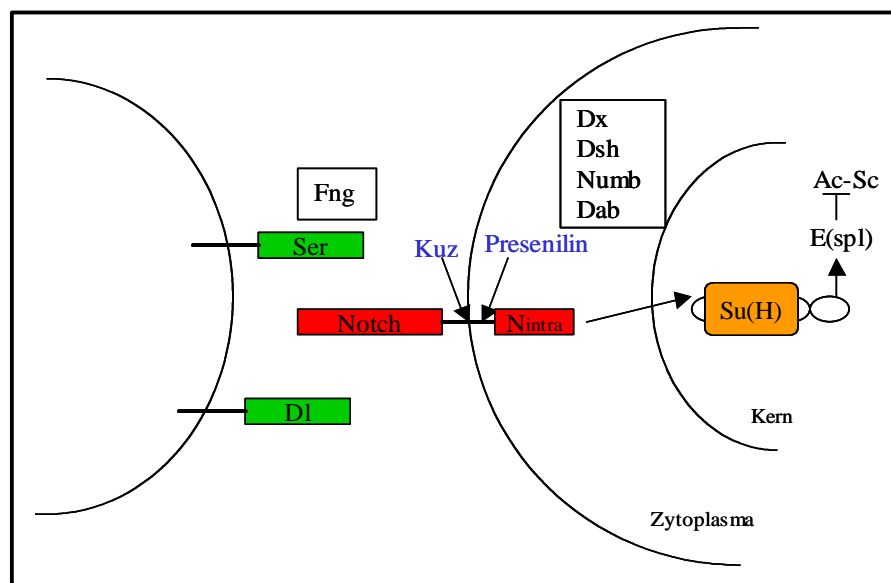 Dx
Dsh
Numb
Dab
Fng
Ac-Sc
Ser
Kuz
Presenilin
E(spl)
Notch
Nintra
Su(H)
Dl
Kern
Zytoplasma